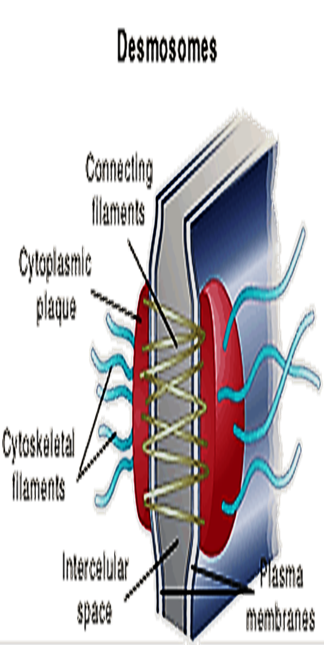 Desmosomes
Connecting
filaments
Cytoplasmic
plaque
Cytoskeletal
filaments
Intercelular
space
Plasma
membranes